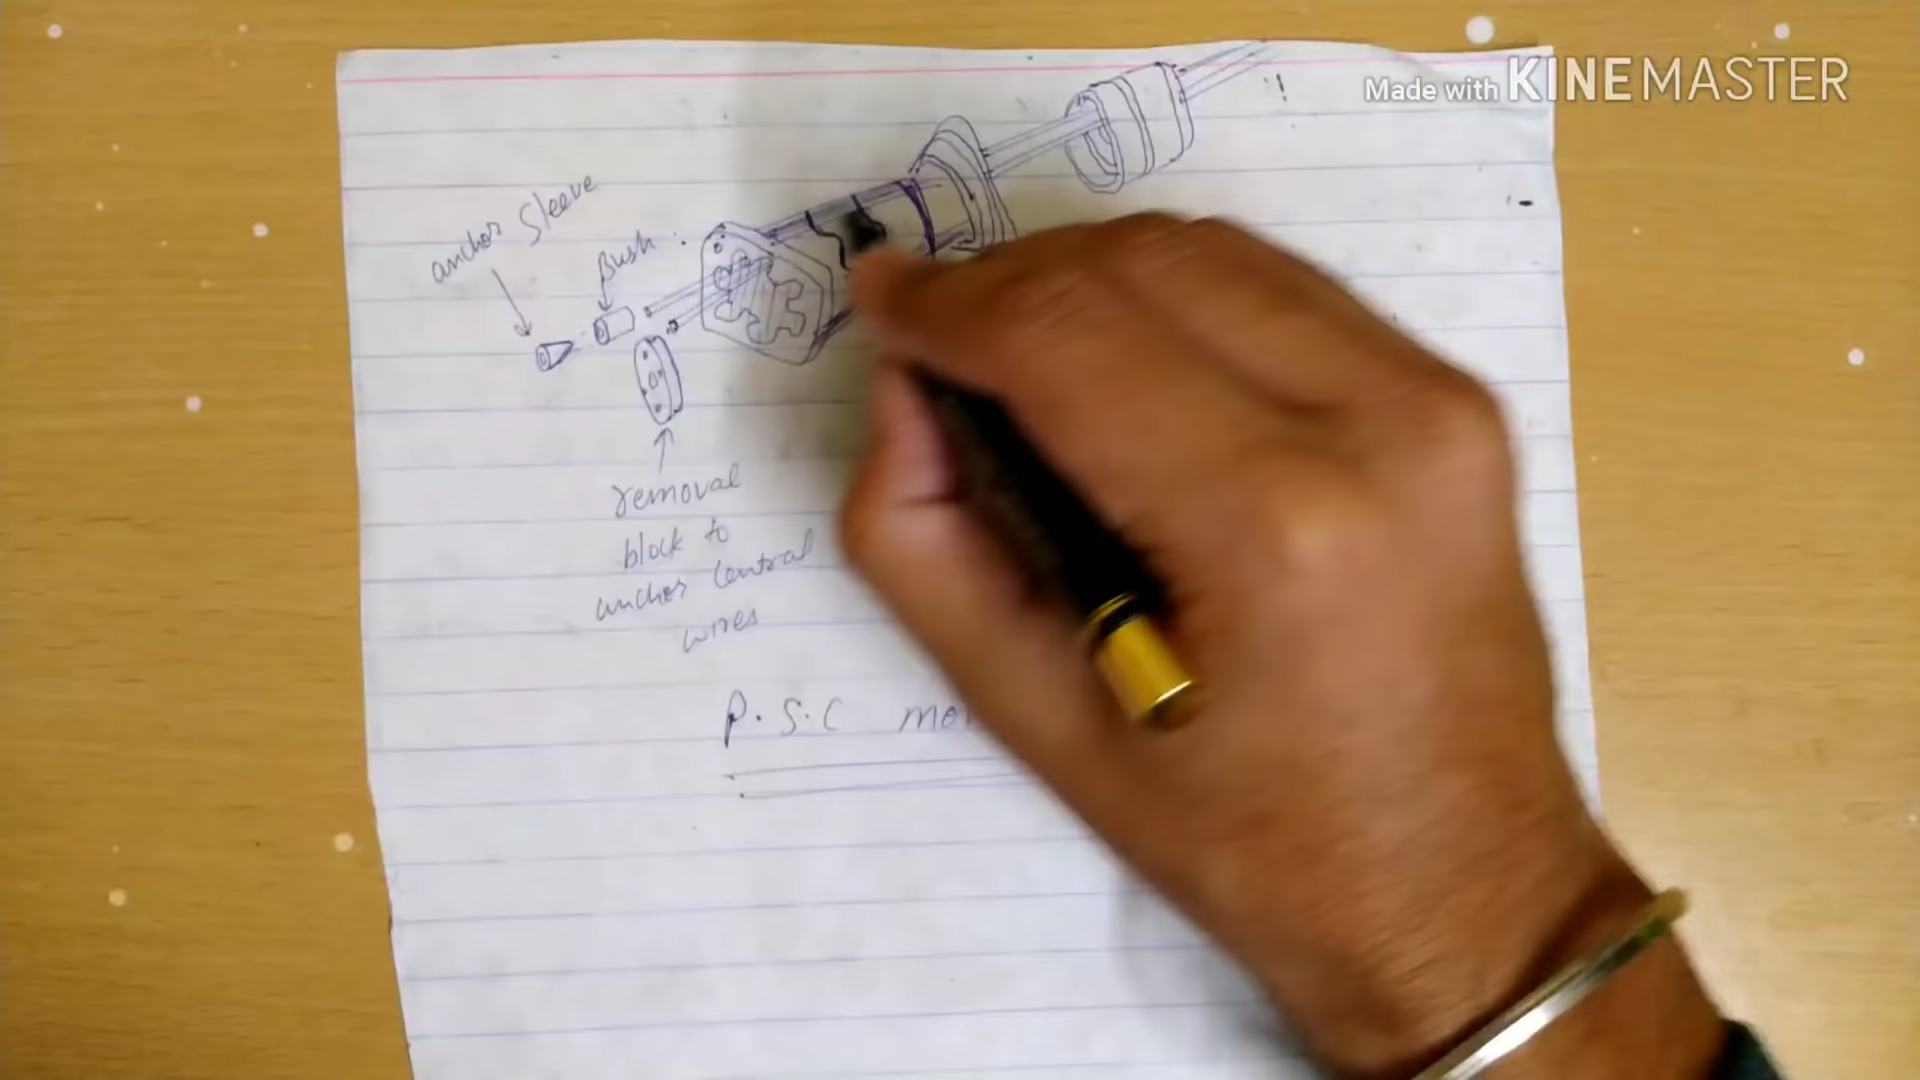 Made with KINEMASTER
anchor Sleeve
Bush
removal
block to
anchor central
wires
P.S.C